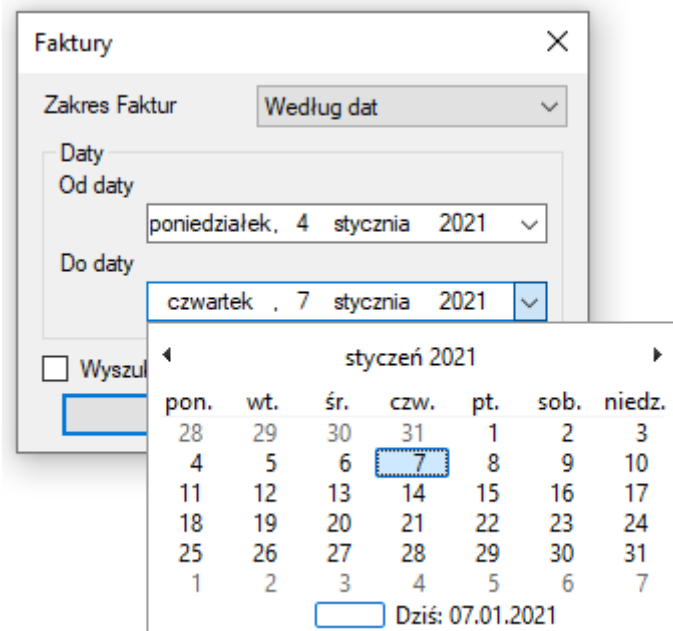 Faktury
Zakres Faktur Według dat
Daty
Od daty
poniedziałek, 4 stycznia 2021
Do daty
czwartek , 7 stycznia 2021
styczeń 2021
pon. wt. śr. czw. pt. sob. niedz.
28 29 30 31 1 2 3
4 5 6 7 8 9 10
11 12 13 14 15 16 17
18 19 20 21 22 23 24
25 26 27 28 29 30 31
1 2 3 4 5 6 7
Dziś: 07.01.2021